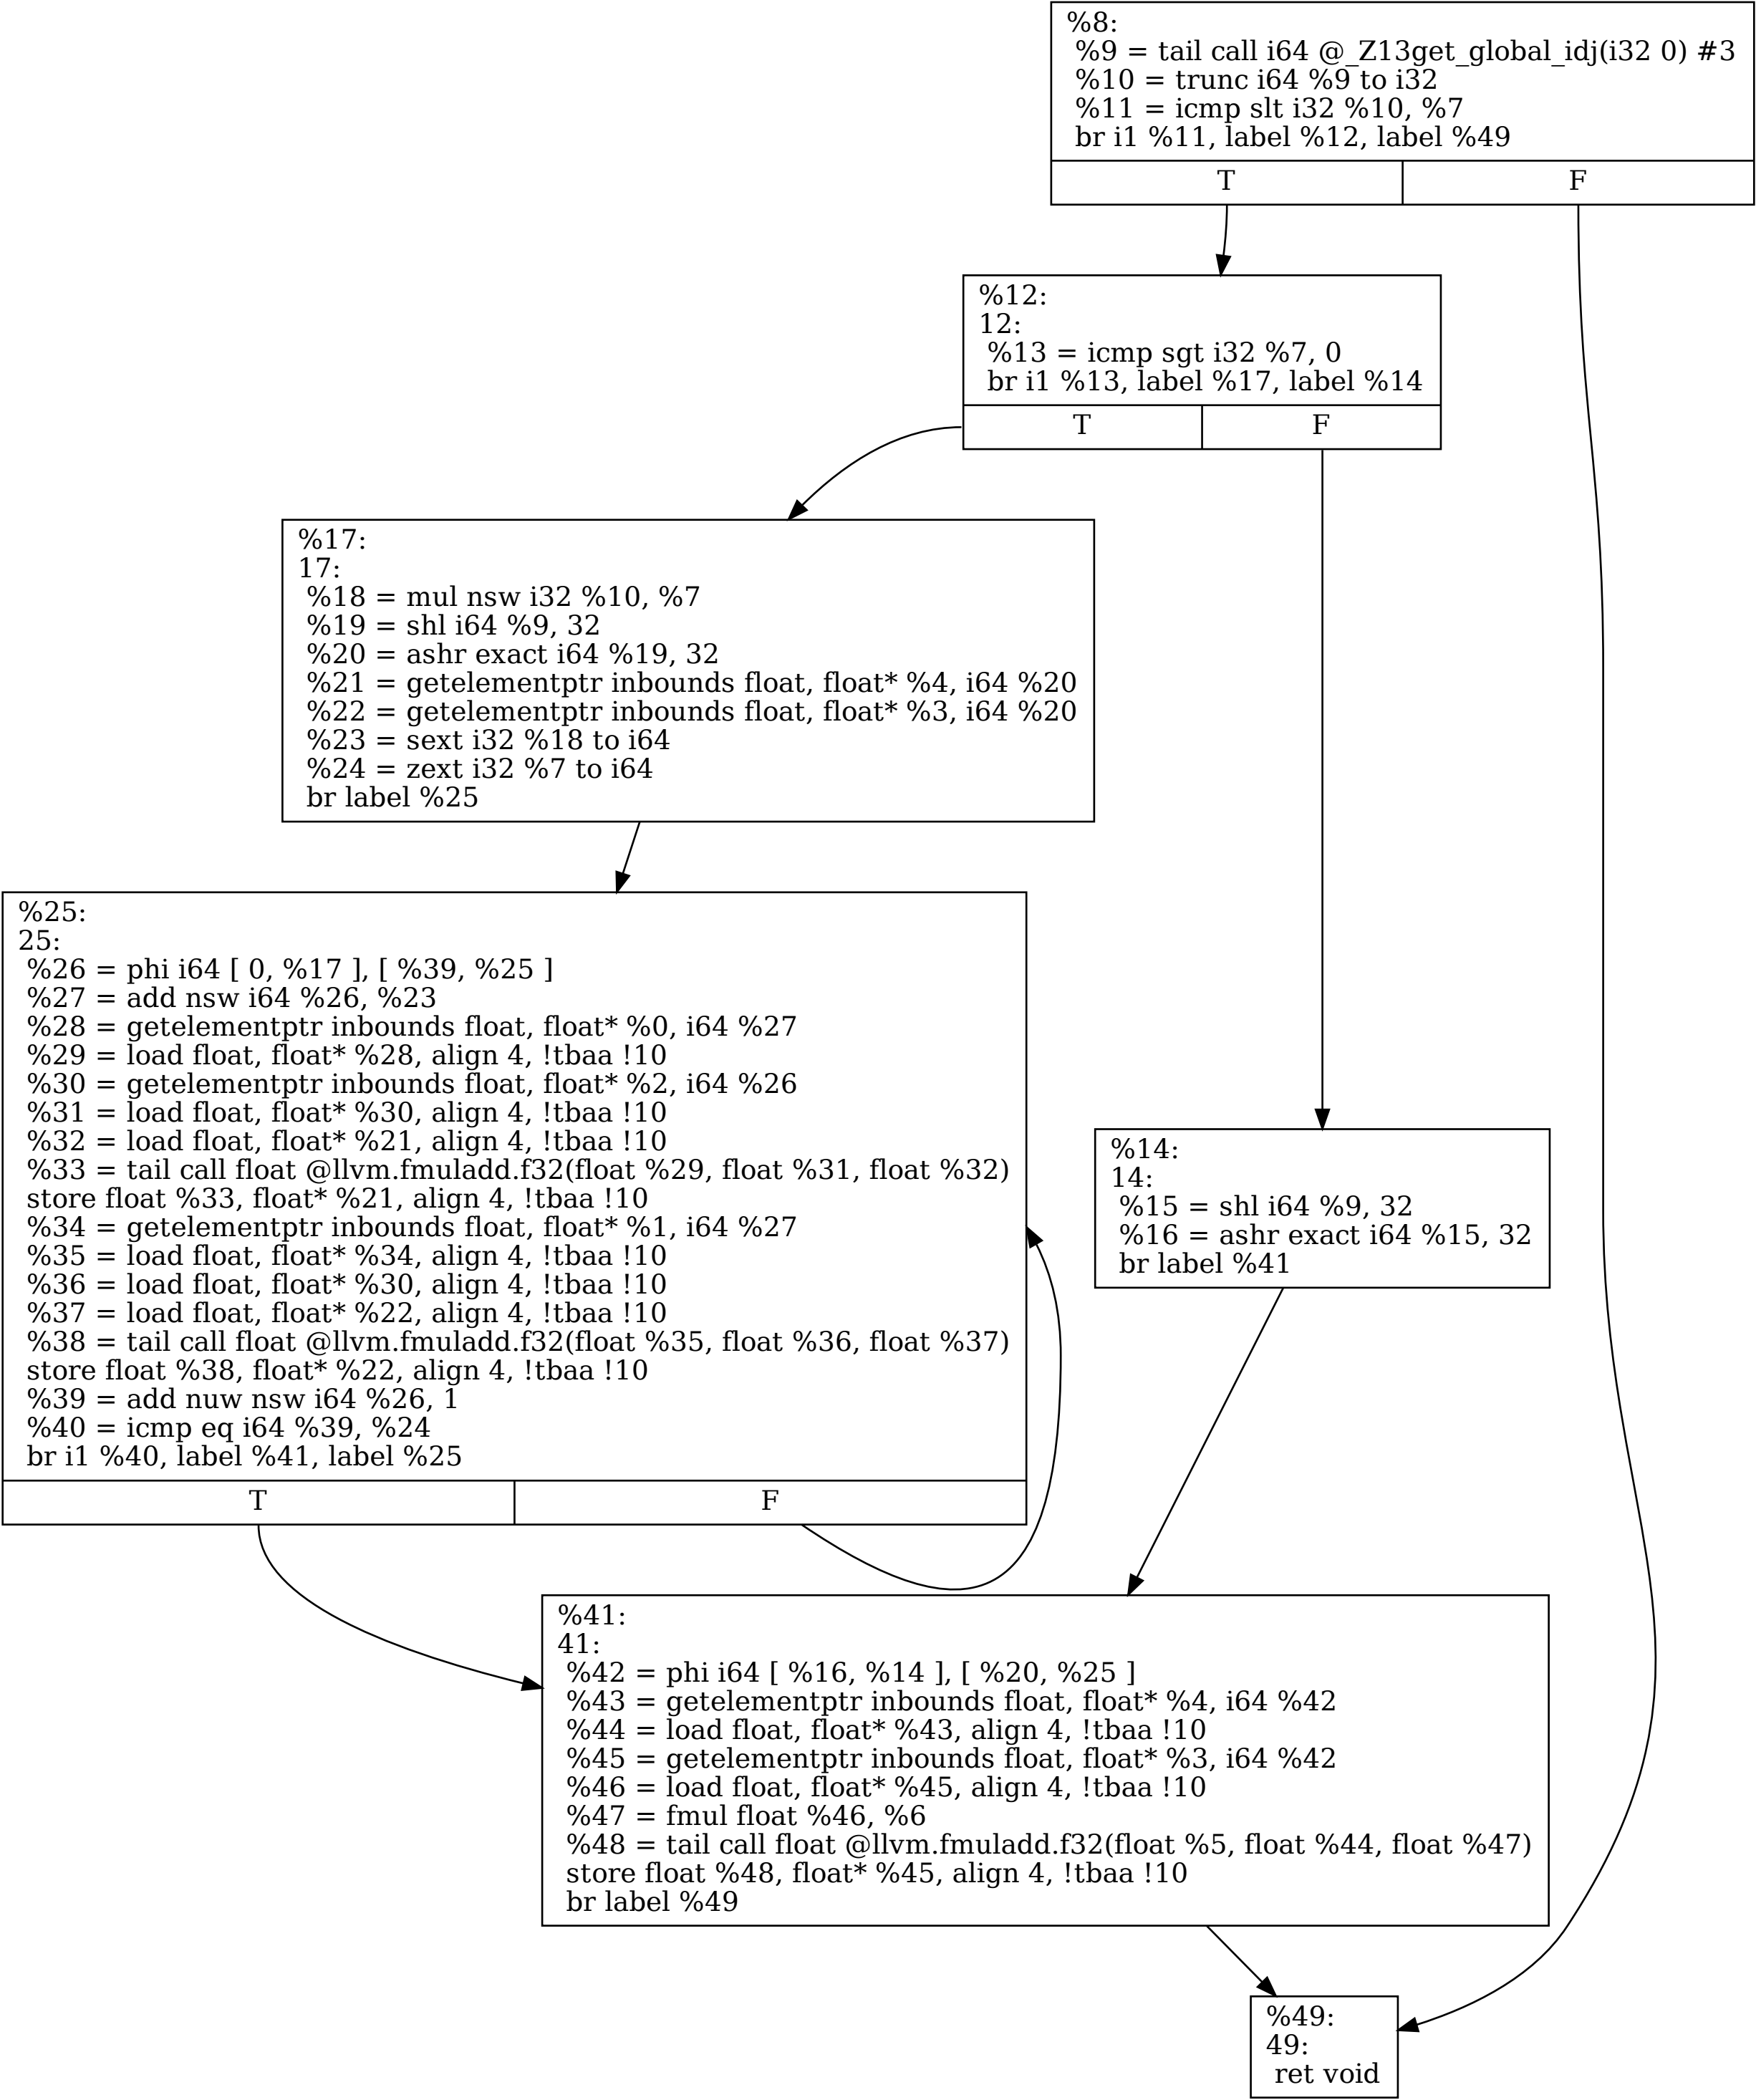 %8:
%9 = tail call i64 @_Z13get_global_idj(i32 0) #3
%10 = trunc i64 %9 to i32
%11 = icmp slt i32 %10, %7
br i1 %11, label %12, label %49
T F
%12:
12:
%13 = icmp sgt i32 %7, 0
br i1 %13, label %17, label %14
T F
%17:
17:
%18 = mul nsw i32 %10, %7
%19 = shl i64 %9, 32
%20 = ashr exact i64 %19, 32
%21 = getelementptr inbounds float, float* %4, i64 %20
%22 = getelementptr inbounds float, float* %3, i64 %20
%23 = sext i32 %18 to i64
%24 = zext i32 %7 to i64
br label %25
%25:
25:
%26 = phi i64 [ 0, %17 ], [ %39, %25 ]
%27 = add nsw i64 %26, %23
%28 = getelementptr inbounds float, float* %0, i64 %27
%29 = load float, float* %28, align 4, !tbaa !10
%30 = getelementptr inbounds float, float* %2, i64 %26
%31 = load float, float* %30, align 4, !tbaa !10
%32 = load float, float* %21, align 4, !tbaa !10
%33 = tail call float @llvm.fmuladd.f32(float %29, float %31, float %32)
store float %33, float* %21, align 4, !tbaa !10
%34 = getelementptr inbounds float, float* %1, i64 %27
%35 = load float, float* %34, align 4, !tbaa !10
%36 = load float, float* %30, align 4, !tbaa !10
%37 = load float, float* %22, align 4, !tbaa !10
%38 = tail call float @llvm.fmuladd.f32(float %35, float %36, float %37)
store float %38, float* %22, align 4, !tbaa !10
%39 = add nuw nsw i64 %26, 1
%40 = icmp eq i64 %39, %24
br i1 %40, label %41, label %25
T F
%14:
14:
%15 = shl i64 %9, 32
%16 = ashr exact i64 %15, 32
br label %41
%41:
41:
%42 = phi i64 [ %16, %14 ], [ %20, %25 ]
%43 = getelementptr inbounds float, float* %4, i64 %42
%44 = load float, float* %43, align 4, !tbaa !10
%45 = getelementptr inbounds float, float* %3, i64 %42
%46 = load float, float* %45, align 4, !tbaa !10
%47 = fmul float %46, %6
%48 = tail call float @llvm.fmuladd.f32(float %5, float %44, float %47)
store float %48, float* %45, align 4, !tbaa !10
br label %49
%49:
49:
ret void